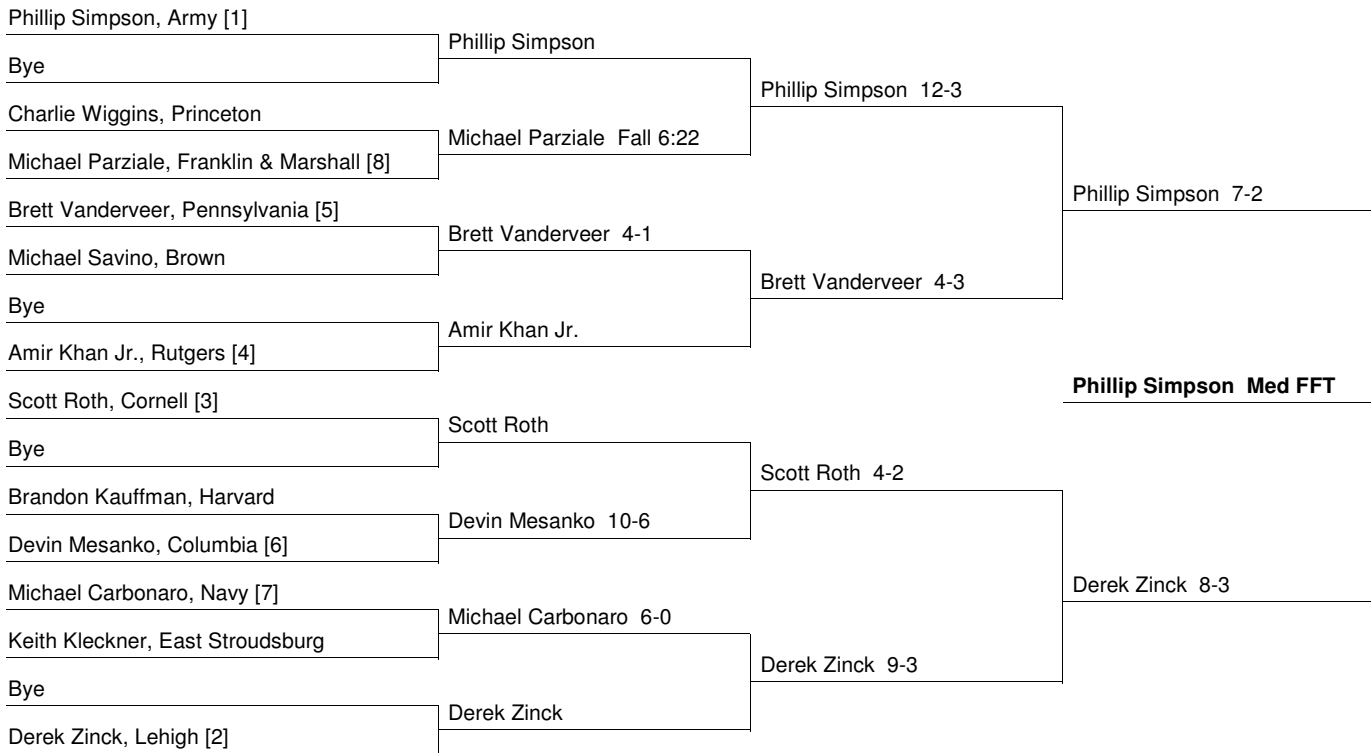 Phillip Simpson, Army [1]
Bye
Charlie Wiggins, Princeton
Michael Parziale, Franklin & Marshall [8]
Brett Vanderveer, Pennsylvania [5]
Michael Savino, Brown
Bye
Amir Khan Jr., Rutgers [4]
Scott Roth, Cornell [3]
Bye
Brandon Kauffman, Harvard
Devin Mesanko, Columbia [6]
Michael Carbonaro, Navy [7]
Keith Kleckner, East Stroudsburg
Bye
Derek Zinck, Lehigh [2]
Phillip Simpson
Michael Parziale Fall 6:22
Brett Vanderveer 4-1
Amir Khan Jr.
Scott Roth
Devin Mesanko 10-6
Michael Carbonaro 6-0
Derek Zinck
Phillip Simpson 12-3
Brett Vanderveer 4-3
Scott Roth 4-2
Derek Zinck 9-3
Phillip Simpson 7-2
Phillip Simpson Med FFT
Derek Zinck 8-3